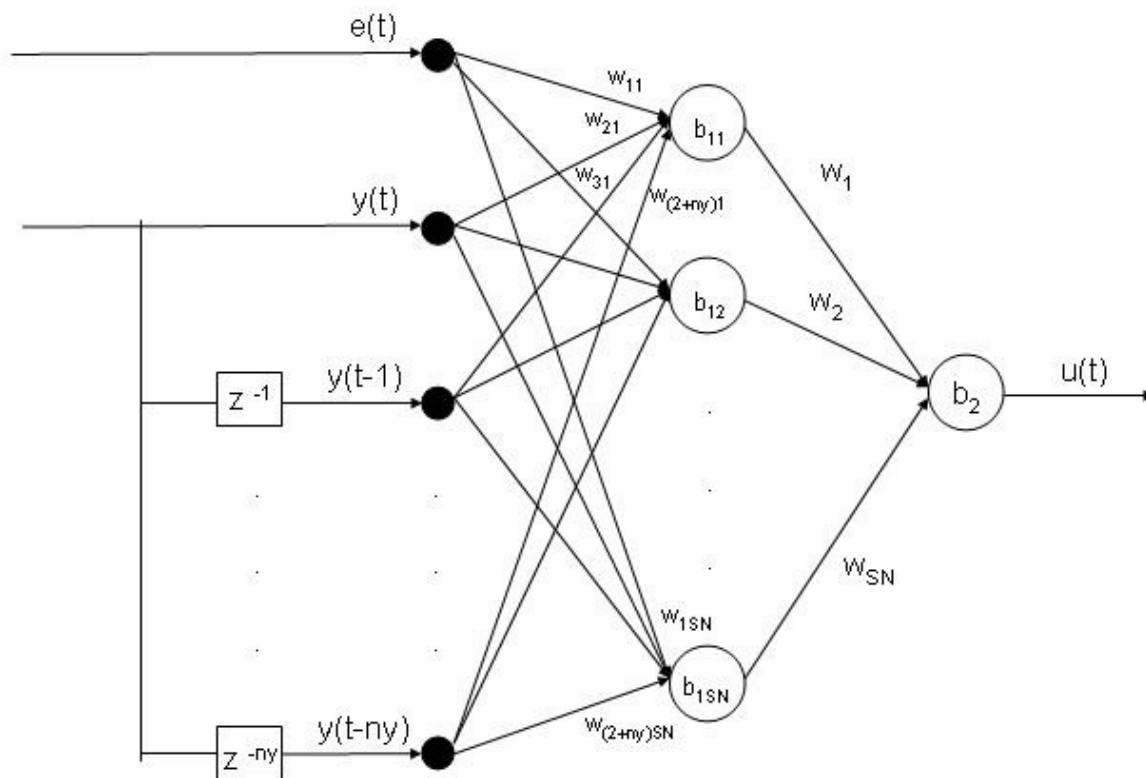 e(t)
w11
b11
w21
w31
w(2+ny)1
W1
y(t)
b12
W2
y(t-1)
z -1
b2
u(t)
WSN
w1SN
b1SN
w(2+ny)SN
y(t-ny)
z -ny